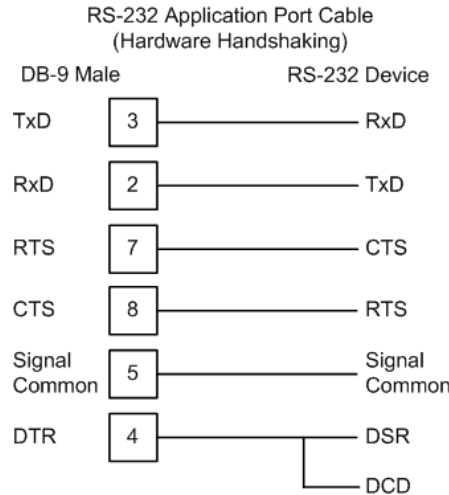 RS-232 Application Port Cable
(Hardware Handshaking)
DB-9 Male RS-232 Device
TxD 3 RxD
RxD 2 TxD
RTS 7 CTS
CTS 8 RTS
Signal Common 5 Signal Common
DTR 4 DSR
DCD